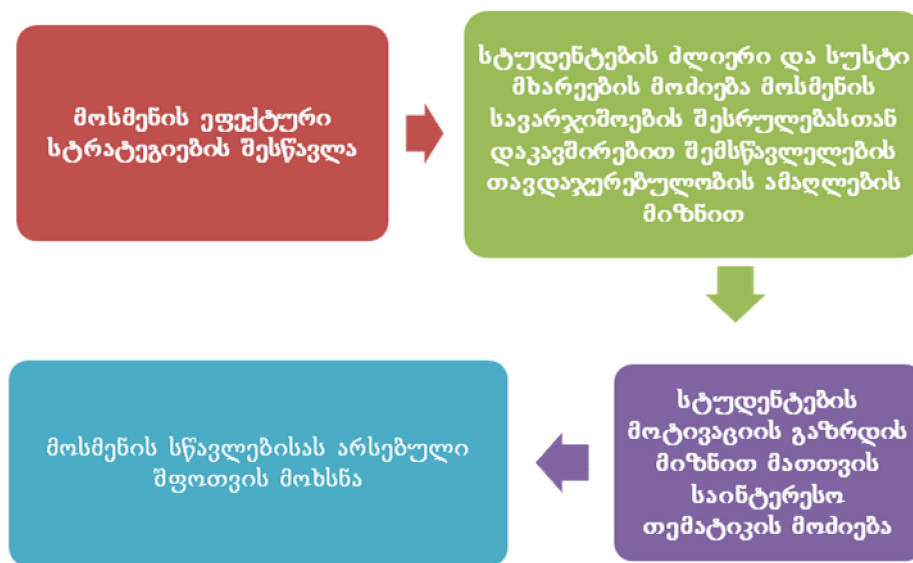 მოსმენის ეფექტური
სტრატეგიების შესწავლა
სტუდენტების ძლიერი და სუსტი
მხარეების მოძიება მოსმენის
სავარჯიშოების შესრულებასთან
დაკავშირებით შემსწავლელების
თავდაჯერებულობის ამაღლების
მიზნით
სტუდენტების
მოტივაციის გაზრდის
მიზნით მათთვის
საინტერესო
თემატიკის მოძიება
მოსმენის სწავლებისას არსებული
შფოთვის მოხსნა